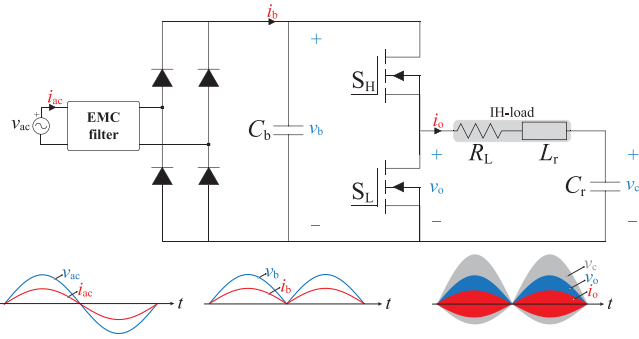 i_b
+
S_H
i_ac
EMC
filter
+
v_ac
C_b
v_b
i_o
IH-load
R_L
L_r
+
v_o
S_L
C_r
+
v_c
−
−
−
v_ac
i_ac
t
v_b
i_b
t
v_c
v_o
i_o
t